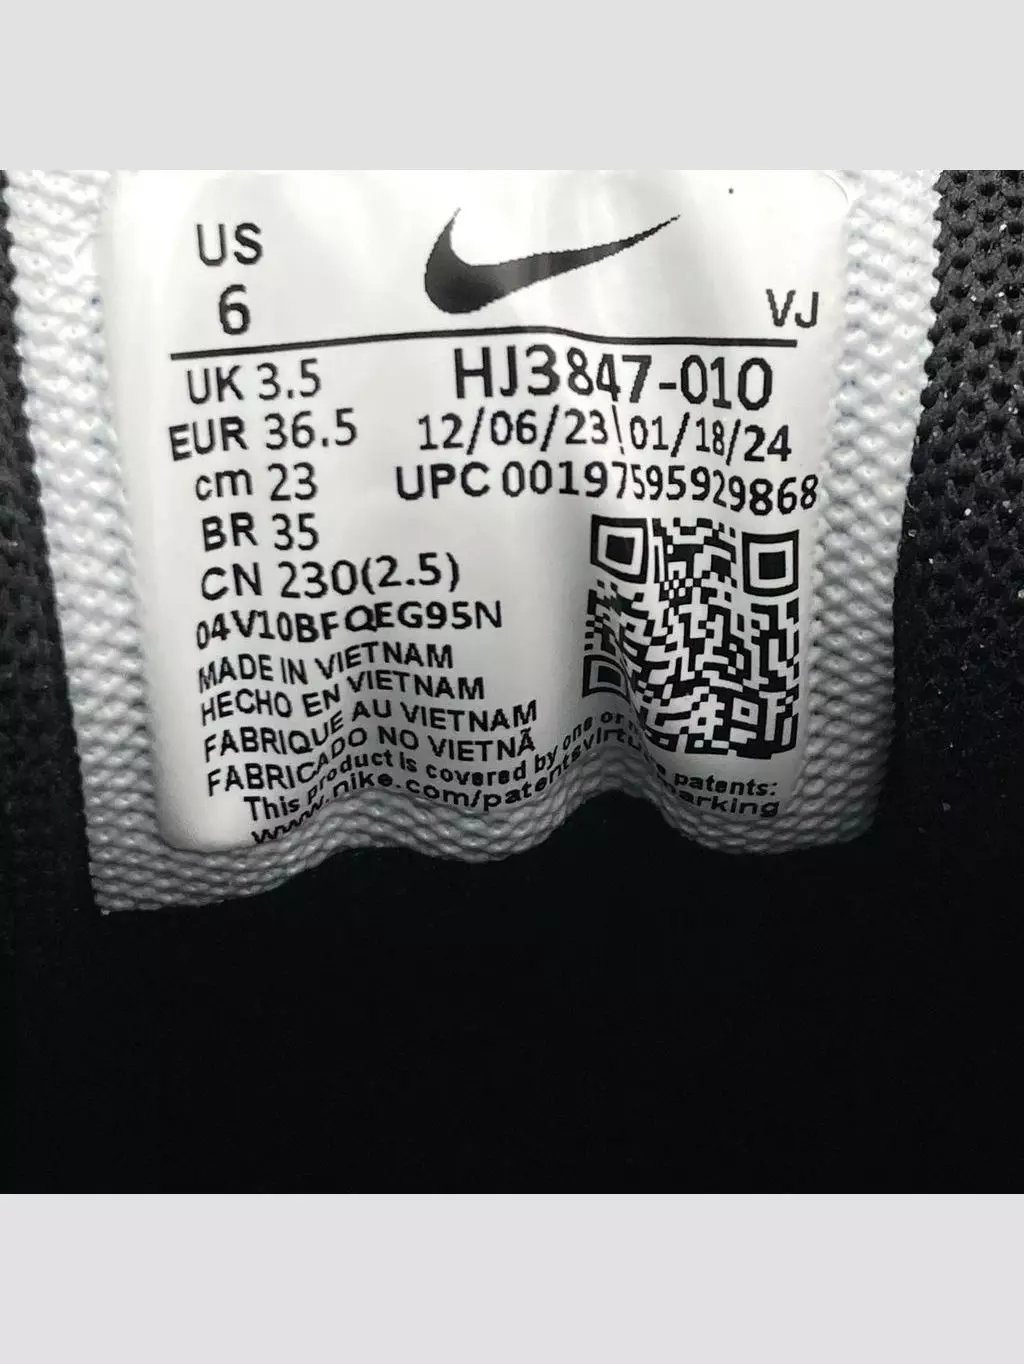 US
6
VJ
UK 3.5
HJ3847-010
EUR 36.5
12/06/23\01/18/24
cm 23
UPC 00197595929868
BR 35
CN 230(2.5)
04V10BFQEG95N
MADE IN VIETNAM
HECHO EN VIETNAM
FABRIQUE AU VIETNAM
FABRICADO NO VIETNÃ
This product is covered by one or patents:
www.nike.com/patentsvirtu arking